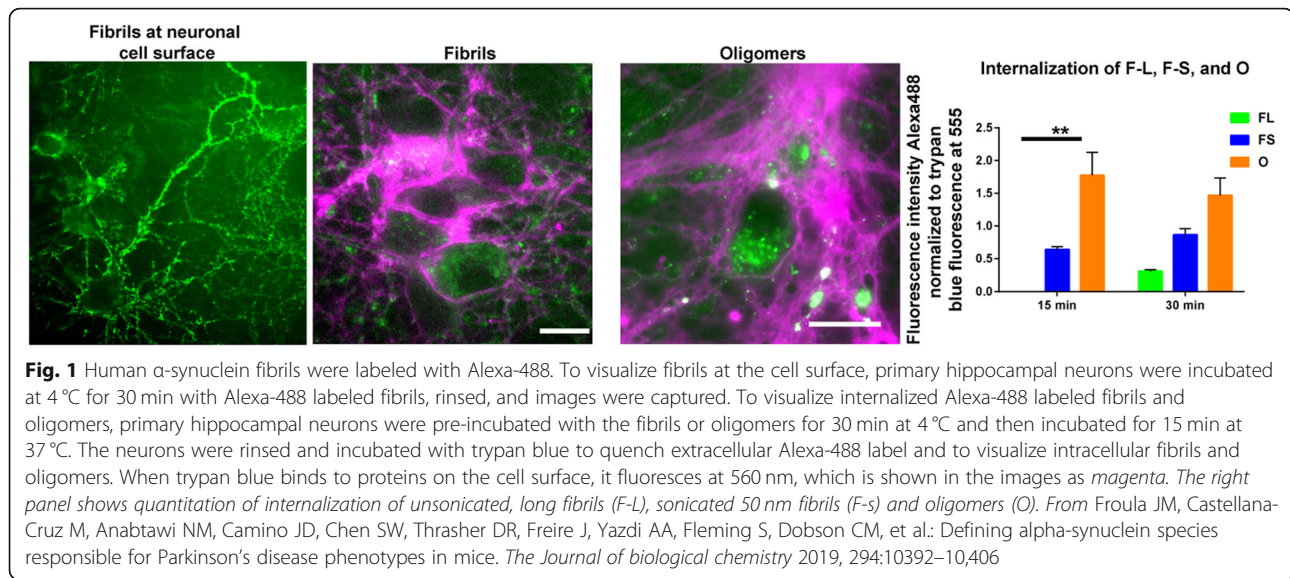 Fibrils at neuronal
cell surface
Fibrils
Oligomers
Internalization of F-L, F-S, and O
Fluorescence intensity Alexa488
normalized to trypan
blue fluorescence at 555
2.5
2.0
1.5
1.0
0.5
0.0
**
15 min
30 min
FL
FS
O
Fig. 1 Human α-synuclein fibrils were labeled with Alexa-488. To visualize fibrils at the cell surface, primary hippocampal neurons were incubated
at 4 °C for 30 min with Alexa-488 labeled fibrils, rinsed, and images were captured. To visualize internalized Alexa-488 labeled fibrils and
oligomers, primary hippocampal neurons were pre-incubated with the fibrils or oligomers for 30 min at 4 °C and then incubated for 15 min at
37 °C. The neurons were rinsed and incubated with trypan blue to quench extracellular Alexa-488 label and to visualize intracellular fibrils and
oligomers. When trypan blue binds to proteins on the cell surface, it fluoresces at 560 nm, which is shown in the images as magenta. The right
panel shows quantitation of internalization of unsonicated, long fibrils (F-L), sonicated 50 nm fibrils (F-s) and oligomers (O). From Froula JM, Castellana-
Cruz M, Anabtawi NM, Camino JD, Chen SW, Thrasher DR, Freire J, Yazdi AA, Fleming S, Dobson CM, et al.: Defining alpha-synuclein species
responsible for Parkinson's disease phenotypes in mice. The Journal of biological chemistry 2019, 294:10392–10,406